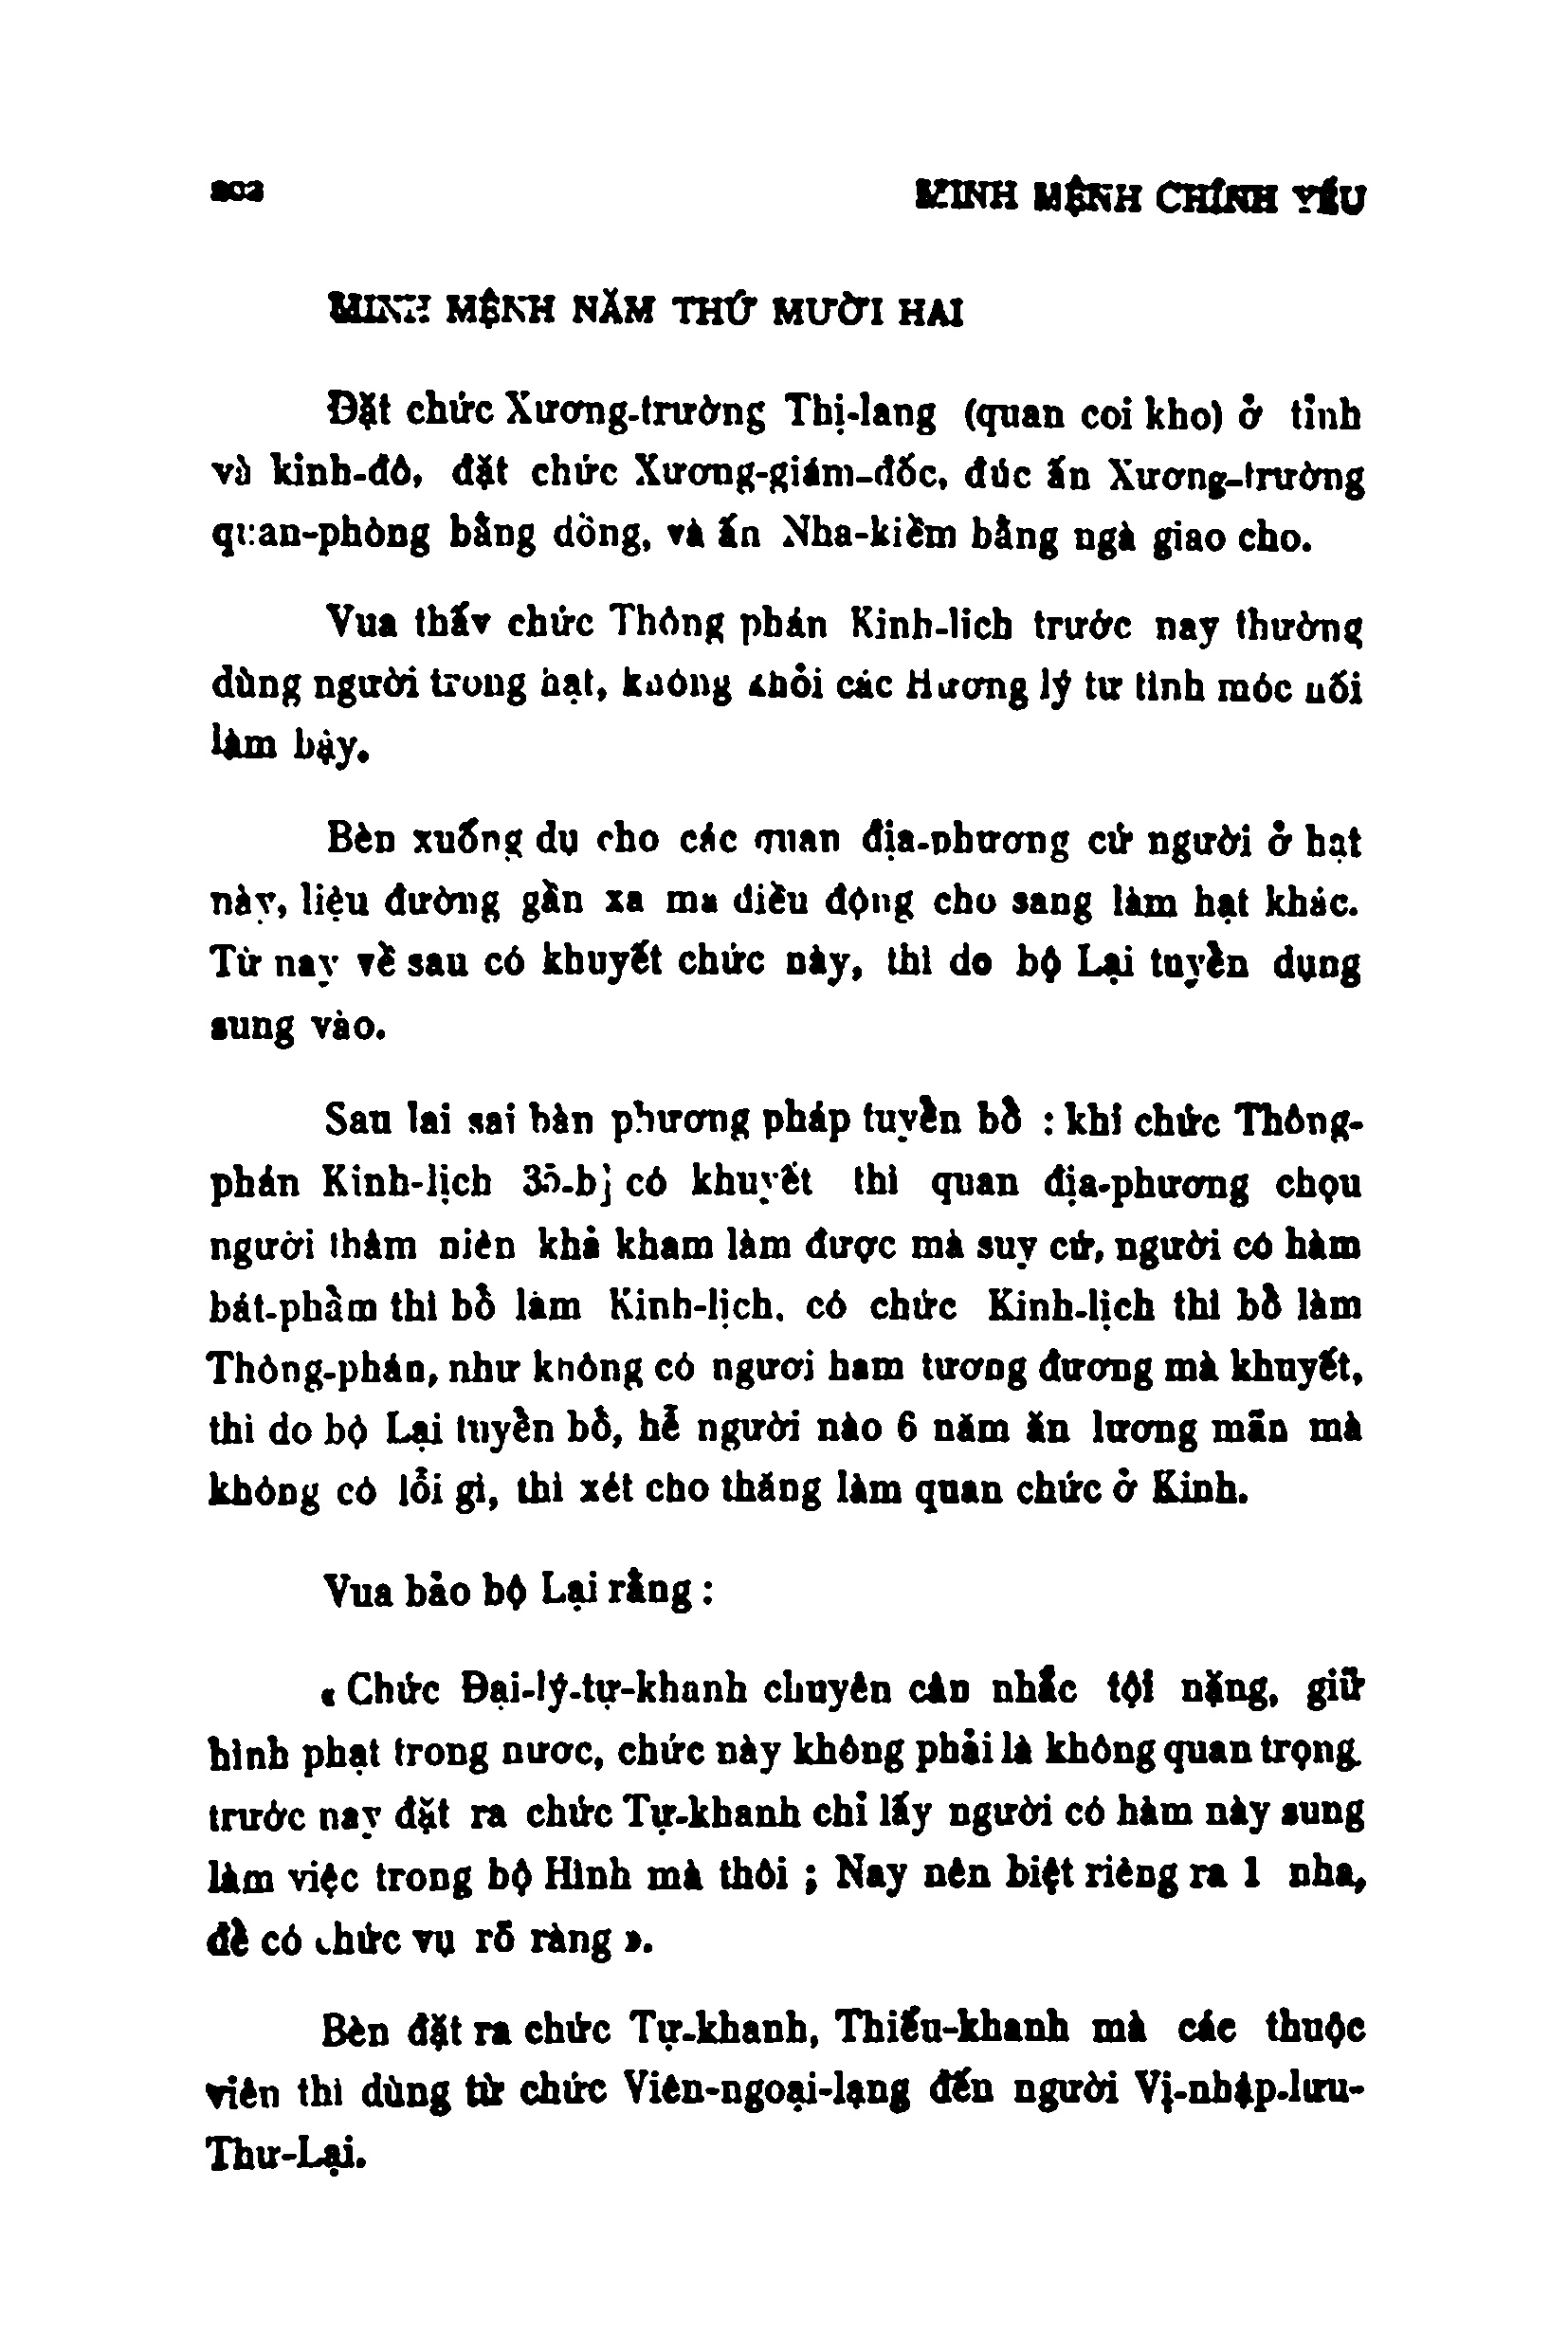 202 MINH MỆNH CHÍNH YẾU
MINH MỆNH NĂM THỨ MƯỜI HAI
Đặt chức Xương-trường Thị-lang (quan coi kho) ở tỉnh
và kinh-đô, đặt chức Xương-giám-đốc, đúc ấn Xương-trường
quan-phòng bằng đồng, và ấn Nha-kiềm bằng ngà giao cho.
Vua thấy chức Thông phán Kinh-lich trước nay thường
dùng người trong hạt, không khỏi các Hương lý tư tình móc nối
làm bậy.
Bèn xuống dụ cho các quan địa-phương cứ người ở hạt
này, liệu đường gần xa mà điều động cho sang làm hạt khác.
Từ nay về sau có khuyết chức này, thì do bộ Lại tuyển dụng
sung vào.
Sau lai sai bàn phương pháp tuyển bổ : khi chức Thông-
phán Kinh-lịch có khuyết thì quan địa-phương chọn
người thâm niên khả kham làm được mà suy cử, người có hàm
bát-phẩm thì bổ làm Kinh-lịch, có chức Kinh-lịch thì bổ làm
Thông-phán, như không có ngươi ham tương đương mà khuyết,
thì do bộ Lại tuyển bổ, hễ người nào 6 năm ăn lương mãn mà
không có lỗi gì, thì xét cho thăng làm quan chức ở Kinh.
Vua bảo bộ Lại rằng :
« Chức Đại-lý-tự-khanh chuyên cân nhắc tội nặng, giữ
hình phạt trong nươc, chức này không phải là không quan trọng.
trước nay đặt ra chức Tự-khanh chỉ lấy người có hàm này sung
làm việc trong bộ Hình mà thôi ; Nay nên biệt riêng ra 1 nha,
để có chức vụ rõ ràng ».
Bèn đặt ra chức Tự-khanh, Thiếu-khanh mà các thuộc
viên thì dùng từ chức Viên-ngoại-lạng đến người Vị-nhập-lưu-
Thư-Lại.